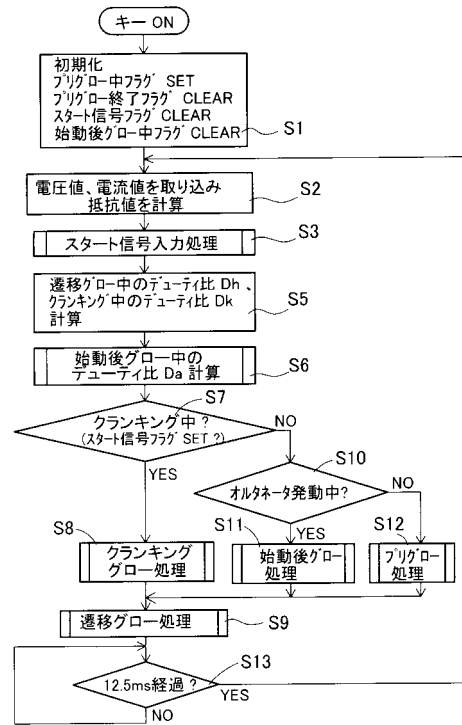 キー ON
初期化
プリグロー中フラグ SET
プリグロー終了フラグ CLEAR
スタート信号フラグ CLEAR
始動後グロー中フラグ CLEAR
S1
電圧値、電流値を取り込み
抵抗値を計算
S2
スタート信号入力処理
S3
遷移グロー中のデューティ比 Dh、
クランキング中のデューティ比 Dk
計算
S5
始動後グロー中の
デューティ比 Da 計算
S6
S7
クランキング中？
(スタート信号フラグ SET？)
NO
YES
S10
オルタネータ発動中？
NO
YES
S8
クランキング
グロー処理
S11
始動後グロー
処理
S12
プリグロー
処理
遷移グロー処理
S9
S13
12.5ms経過？
YES
NO